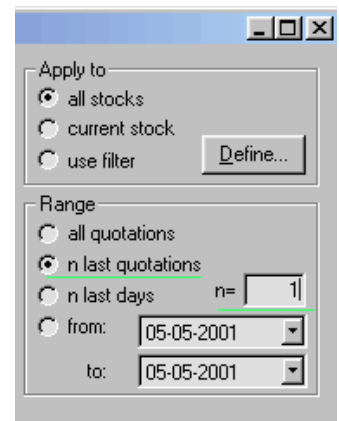 Apply to
all stocks
current stock
use filter Define...
Range
all quotations
n last quotations
n last days n= 1
from: 05-05-2001
to: 05-05-2001